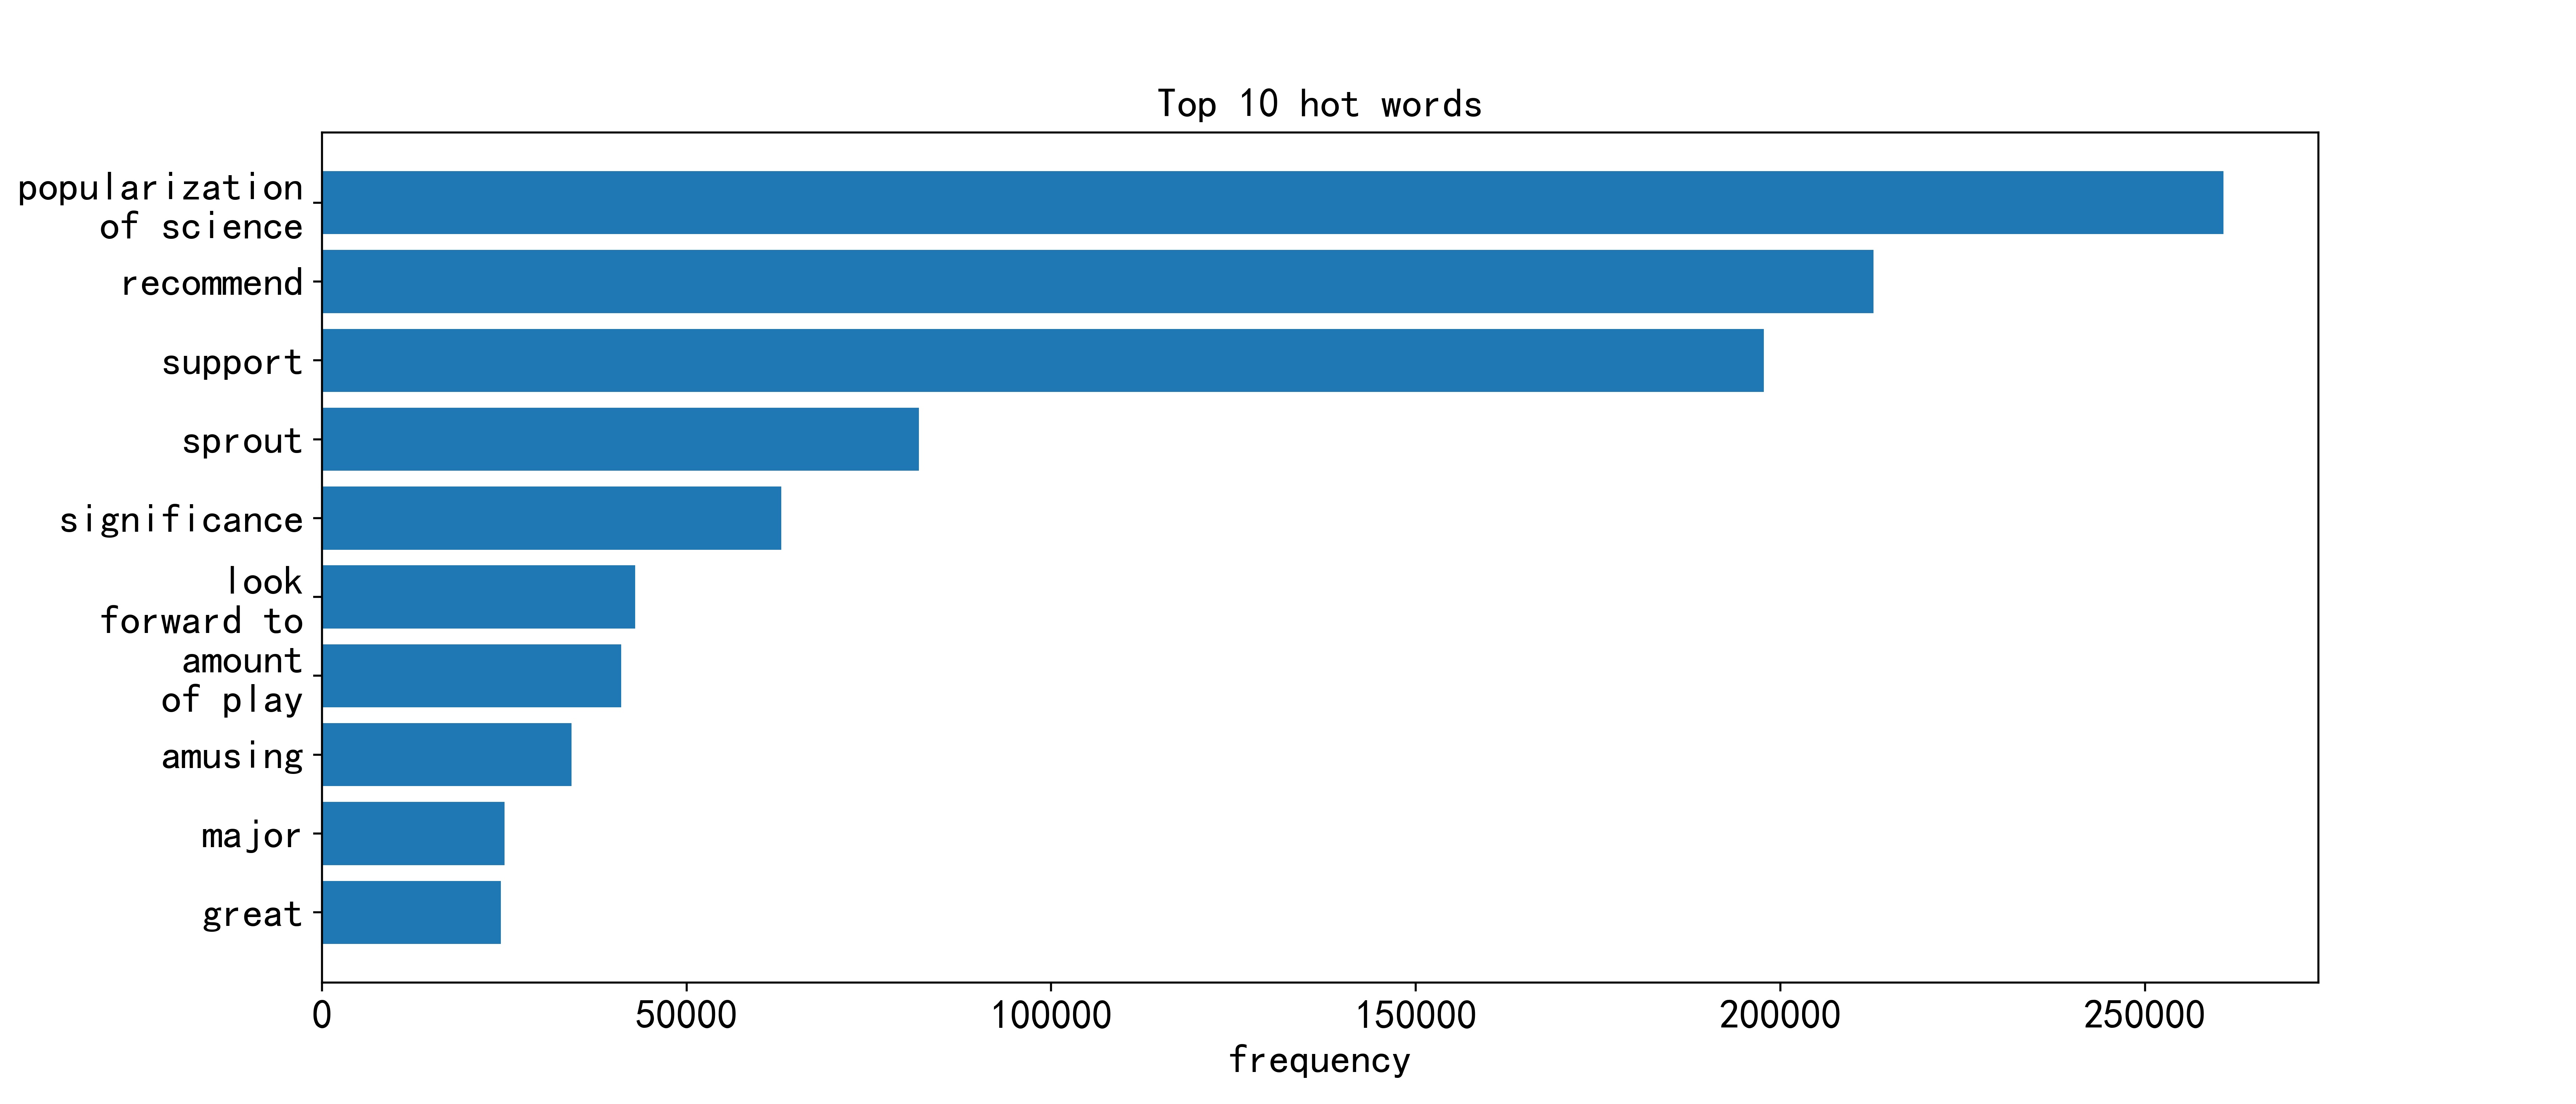 Top 10 hot words
popularization
of science
recommend
support
sprout
significance
look
forward to
amount
of play
amusing
major
great
0 50000 100000 150000 200000 250000
frequency